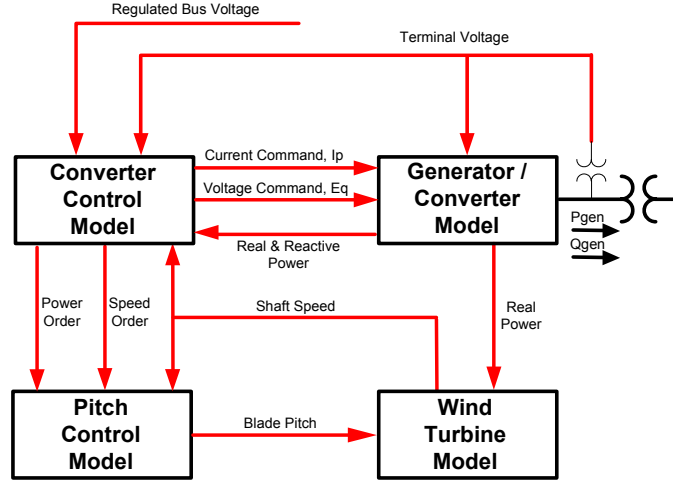 Regulated Bus Voltage
Terminal Voltage
Converter
Control
Model
Current Command, Ip
Voltage Command, Eq
Real & Reactive
Power
Generator /
Converter
Model
Pgen
Qgen
Power
Order
Speed
Order
Shaft Speed
Real
Power
Pitch
Control
Model
Blade Pitch
Wind
Turbine
Model